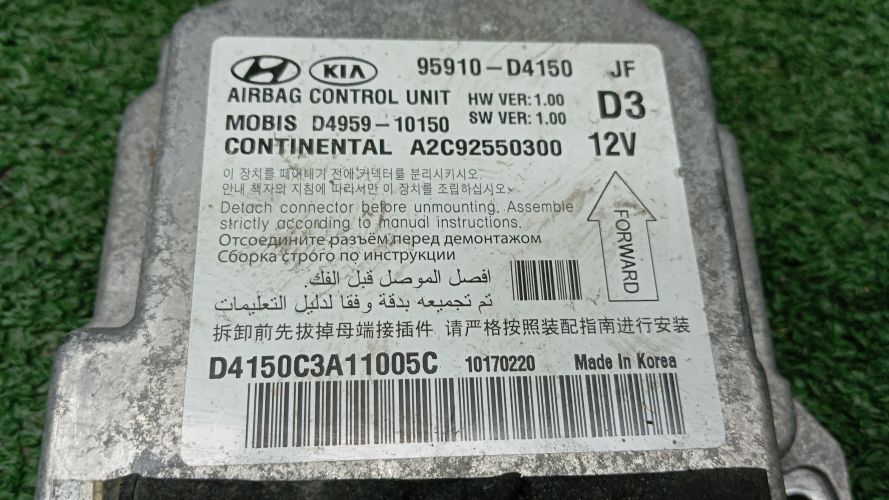 KIA 95910-D4150 JF
AIRBAG CONTROL UNIT HW VER: 1.00 D3
MOBIS D4959-10150 SW VER: 1.00
CONTINENTAL A2C92550300 12V
이 장치를 떼어내기 전에 커넥터를 분리시키시오.
안내 책자의 지침에 따라서만 이 장치를 조립하십시오.
Detach connector before unmounting. Assemble
strictly according to manual instructions.
Отсоедините разъём перед демонтажом
Сборка строго по инструкции
افصل الموصل قبل الفك.
تم تجميعه بدقة و فقا لدليل التعليمات
FORWARD
拆卸前先拔掉母端接插件 请严格按照装配指南进行安装
D4150C3A11005C 10170220 Made In Korea